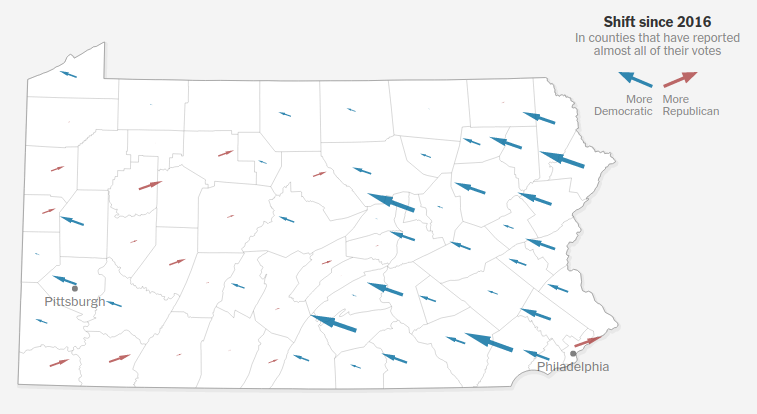 Shift since 2016
In counties that have reported
almost all of their votes
More
Democratic
More
Republican
Pittsburgh
Philadelphia